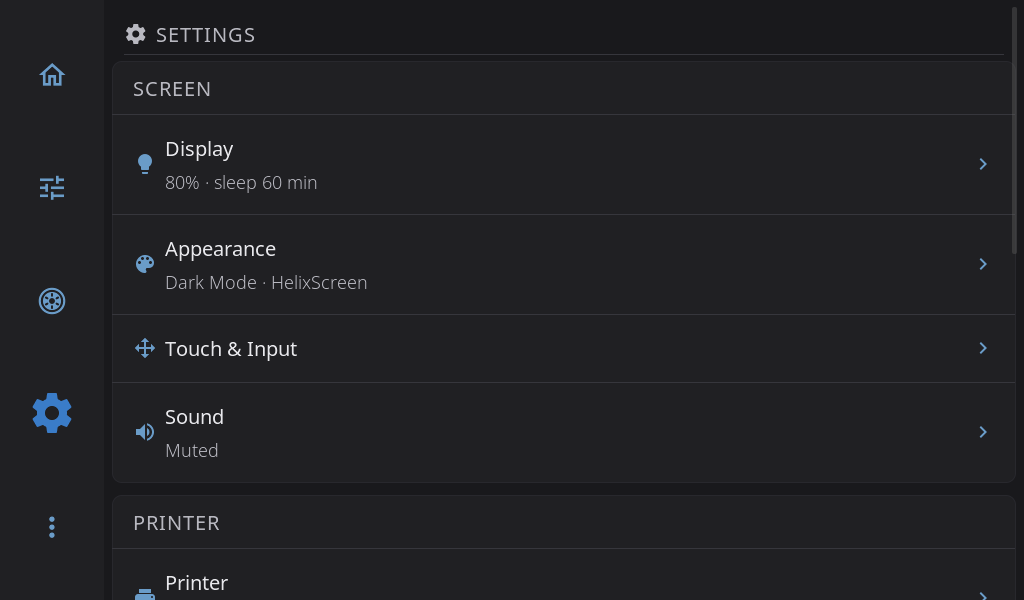 SETTINGS
SCREEN
Display
80% · sleep 60 min
Appearance
Dark Mode · HelixScreen
Touch & Input
Sound
Muted
PRINTER
Printer